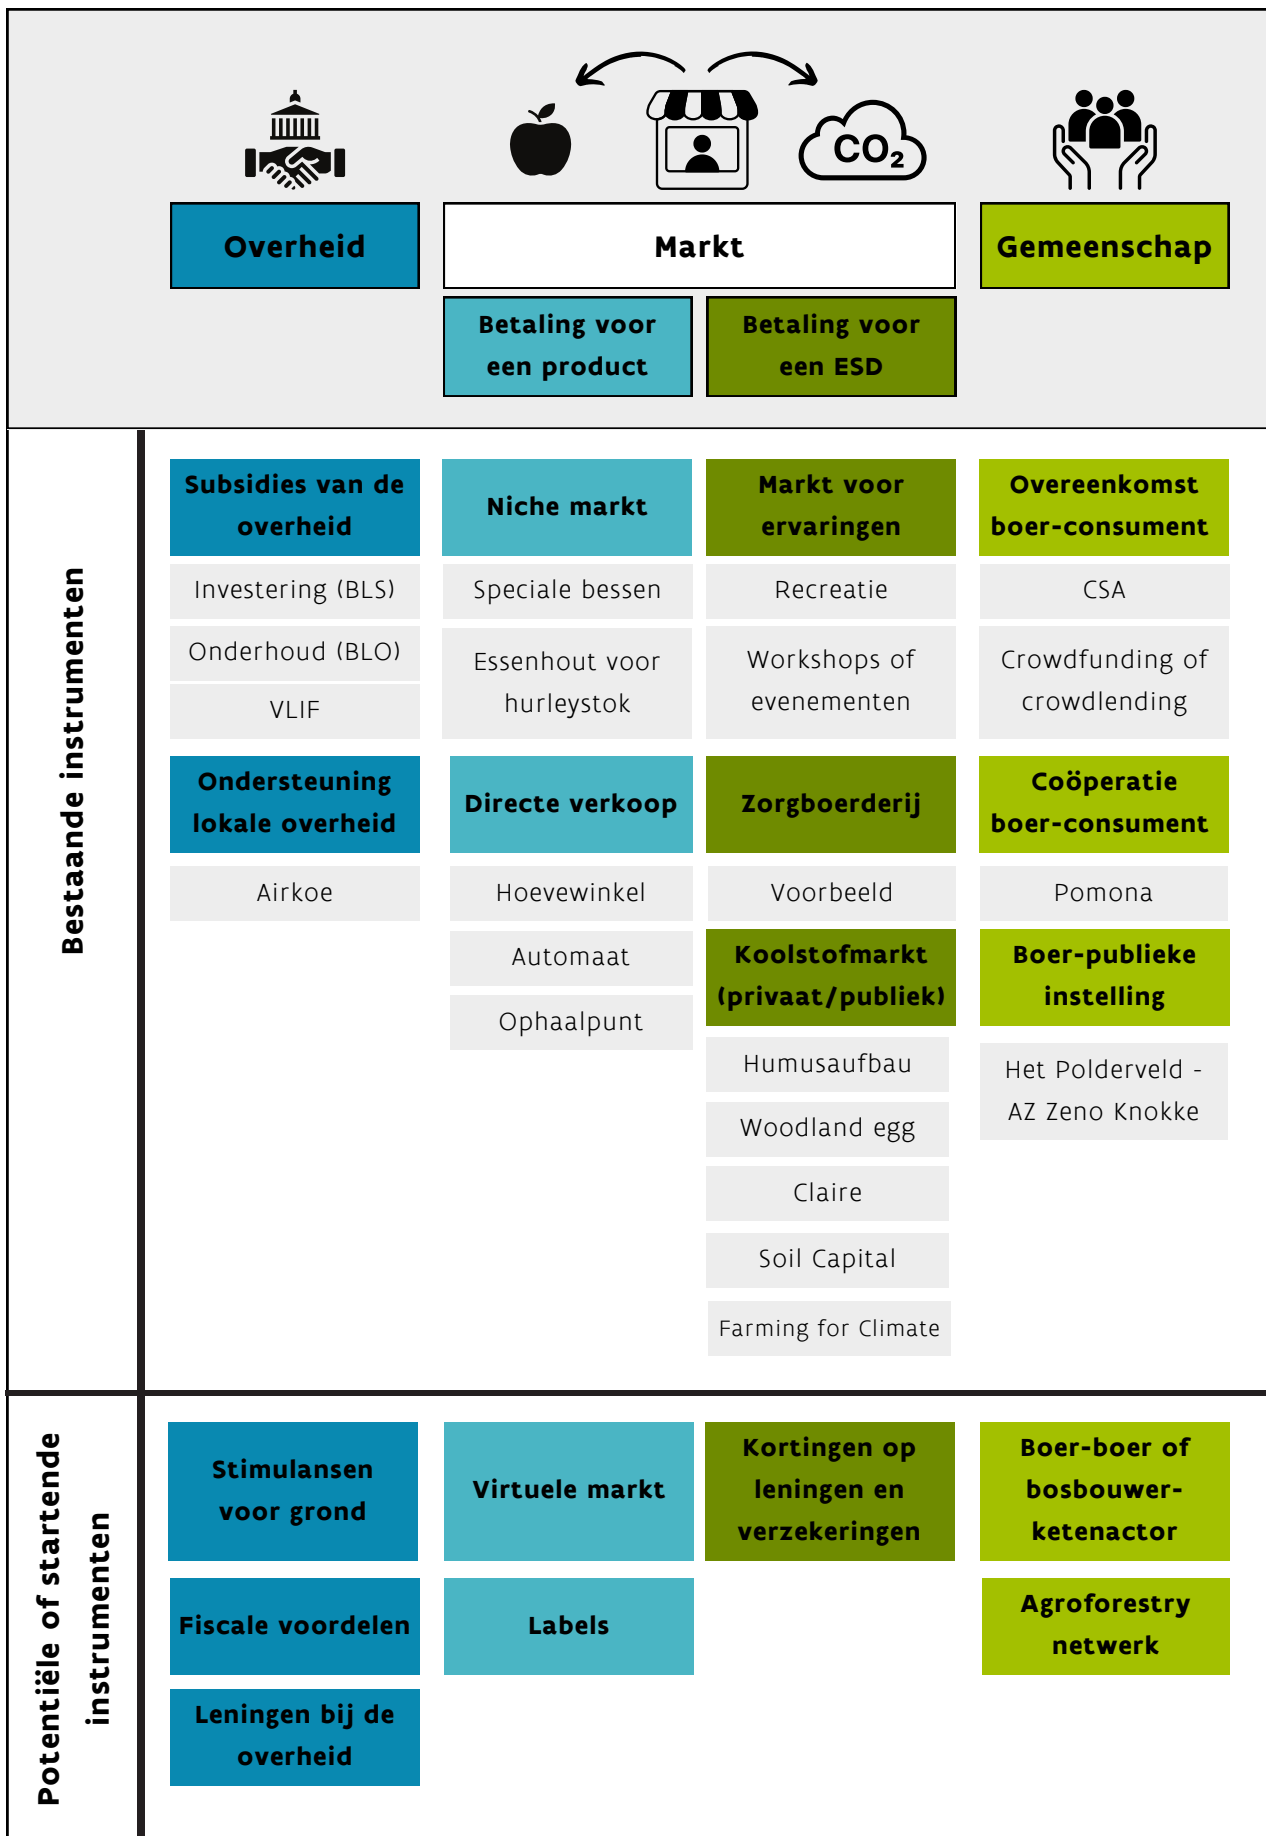 CO₂
Overheid
Markt
Gemeenschap
Betaling voor
een product
Betaling voor
een ESD
Bestaande instrumenten
Subsidies van de
overheid
Investering (BLS)
Onderhoud (BLO)
VLIF
Ondersteuning
lokale overheid
Airkoe
Niche markt
Speciale bessen
Essenhout voor
hurleystok
Directe verkoop
Hoevewinkel
Automaat
Ophaalpunt
Markt voor
ervaringen
Recreatie
Workshops of
evenementen
Zorgboerderij
Voorbeeld
Koolstofmarkt
(privaat/publiek)
Humusaufbau
Woodland egg
Claire
Soil Capital
Farming for Climate
Overeenkomst
boer-consument
CSA
Crowdfunding of
crowdlending
Coöperatie
boer-consument
Pomona
Boer-publieke
instelling
Het Polderveld -
AZ Zeno Knokke
Potentiële of startende
instrumenten
Stimulansen
voor grond
Fiscale voordelen
Leningen bij de
overheid
Virtuele markt
Labels
Kortingen op
leningen en
verzekeringen
Boer-boer of
bosbouwer-
ketenactor
Agroforestry
netwerk